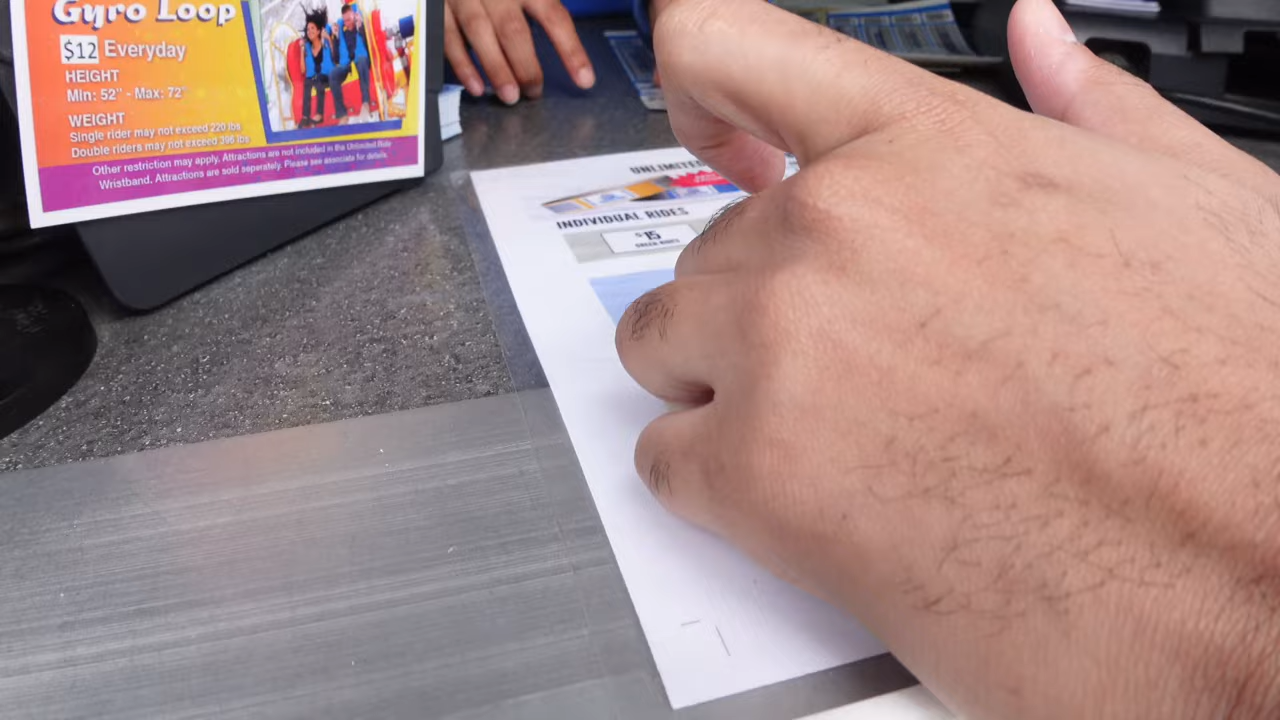 Gyro Loop
$12 Everyday
HEIGHT
Min: 52" - Max: 72"
WEIGHT
Single rider may not exceed 220 lbs
Double riders may not exceed 396 lbs
Other restriction may apply. Attractions are not included in the Unlimited Ride
Wristband. Attractions are sold separately. Please see associate for details.
UNLIMITED
INDIVIDUAL RIDES
$15